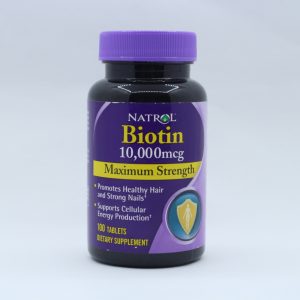 NATROL®
Biotin
10,000mcg
Maximum Strength
• Promotes Healthy Hair
and Strong Nails†
• Supports Cellular
Energy Production†
100 TABLETS
DIETARY SUPPLEMENT